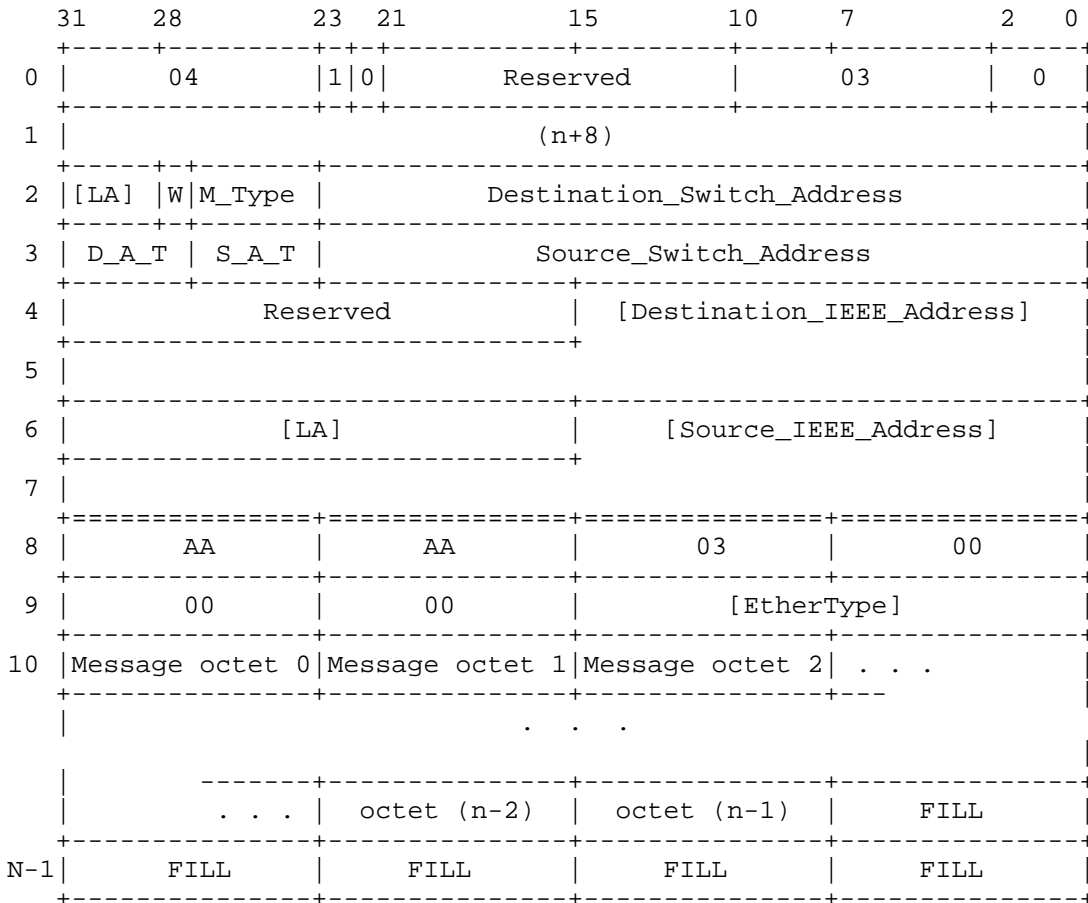 31 28 23 21 15 10 7 2 0
0 | 04 |1|0| Reserved | 03 | 0 |
1 | (n+8) |
2 |[LA] |W|M_Type | Destination_Switch_Address |
3 | D_A_T | S_A_T | Source_Switch_Address |
4 | Reserved | [Destination_IEEE_Address] |
5 | |
6 | [LA] | [Source_IEEE_Address] |
7 | |
8 | AA | AA | 03 | 00 |
9 | 00 | 00 | [EtherType] |
10 |Message octet 0|Message octet 1|Message octet 2| . . . |
| . . . |
| . . . | octet (n-2) | octet (n-1) | FILL |
N-1| FILL | FILL | FILL | FILL |